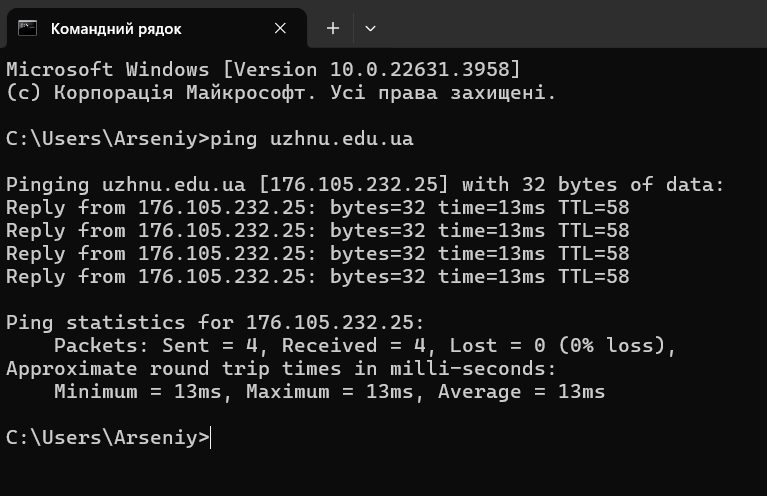 Командний рядок
Microsoft Windows [Version 10.0.22631.3958]
(c) Корпорація Майкрософт. Усі права захищені.
C:\Users\Arseniy>ping uzhnu.edu.ua
Pinging uzhnu.edu.ua [176.105.232.25] with 32 bytes of data:
Reply from 176.105.232.25: bytes=32 time=13ms TTL=58
Reply from 176.105.232.25: bytes=32 time=13ms TTL=58
Reply from 176.105.232.25: bytes=32 time=13ms TTL=58
Reply from 176.105.232.25: bytes=32 time=13ms TTL=58
Ping statistics for 176.105.232.25:
    Packets: Sent = 4, Received = 4, Lost = 0 (0% loss),
Approximate round trip times in milli-seconds:
    Minimum = 13ms, Maximum = 13ms, Average = 13ms
C:\Users\Arseniy>